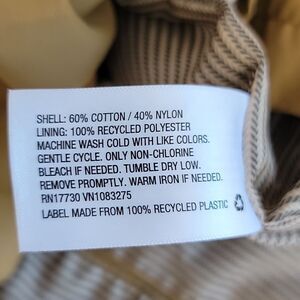 SHELL: 60% COTTON / 40% NYLON
LINING: 100% RECYCLED POLYESTER
MACHINE WASH COLD WITH LIKE COLORS.
GENTLE CYCLE. ONLY NON-CHLORINE
BLEACH IF NEEDED. TUMBLE DRY LOW.
REMOVE PROMPTLY. WARM IRON IF NEEDED.
RN17730 VN1083275
LABEL MADE FROM 100% RECYCLED PLASTIC